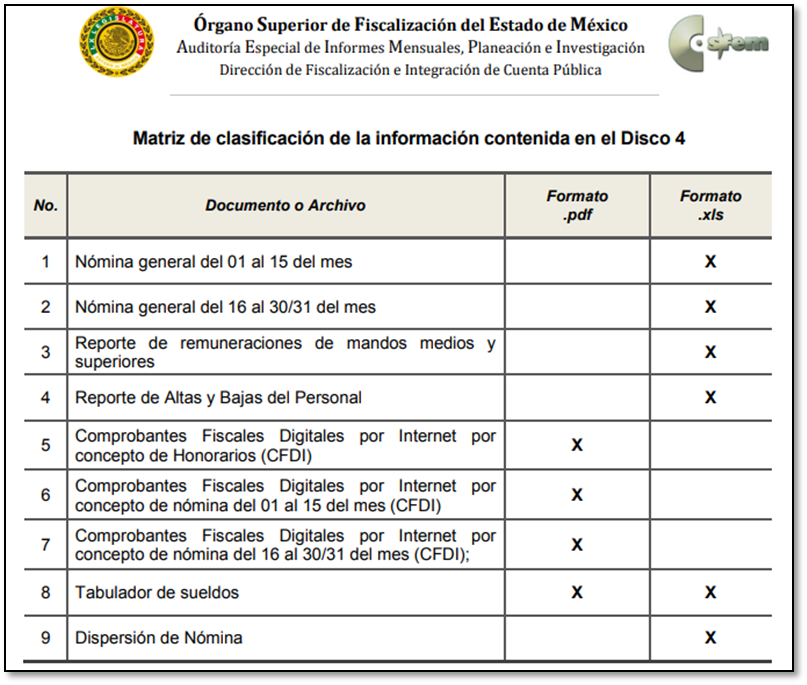 Órgano Superior de Fiscalización del Estado de México
Auditoría Especial de Informes Mensuales, Planeación e Investigación
Dirección de Fiscalización e Integración de Cuenta Pública
osfem
Matriz de clasificación de la información contenida en el Disco 4
No. Documento o Archivo Formato .pdf Formato .xls
1 Nómina general del 01 al 15 del mes X
2 Nómina general del 16 al 30/31 del mes X
3 Reporte de remuneraciones de mandos medios y
superiores X
4 Reporte de Altas y Bajas del Personal X
5 Comprobantes Fiscales Digitales por Internet por
concepto de Honorarios (CFDI) X
6 Comprobantes Fiscales Digitales por Internet por
concepto de nómina del 01 al 15 del mes (CFDI) X
7 Comprobantes Fiscales Digitales por Internet por
concepto de nómina del 16 al 30/31 del mes (CFDI); X
8 Tabulador de sueldos X X
9 Dispersión de Nómina X